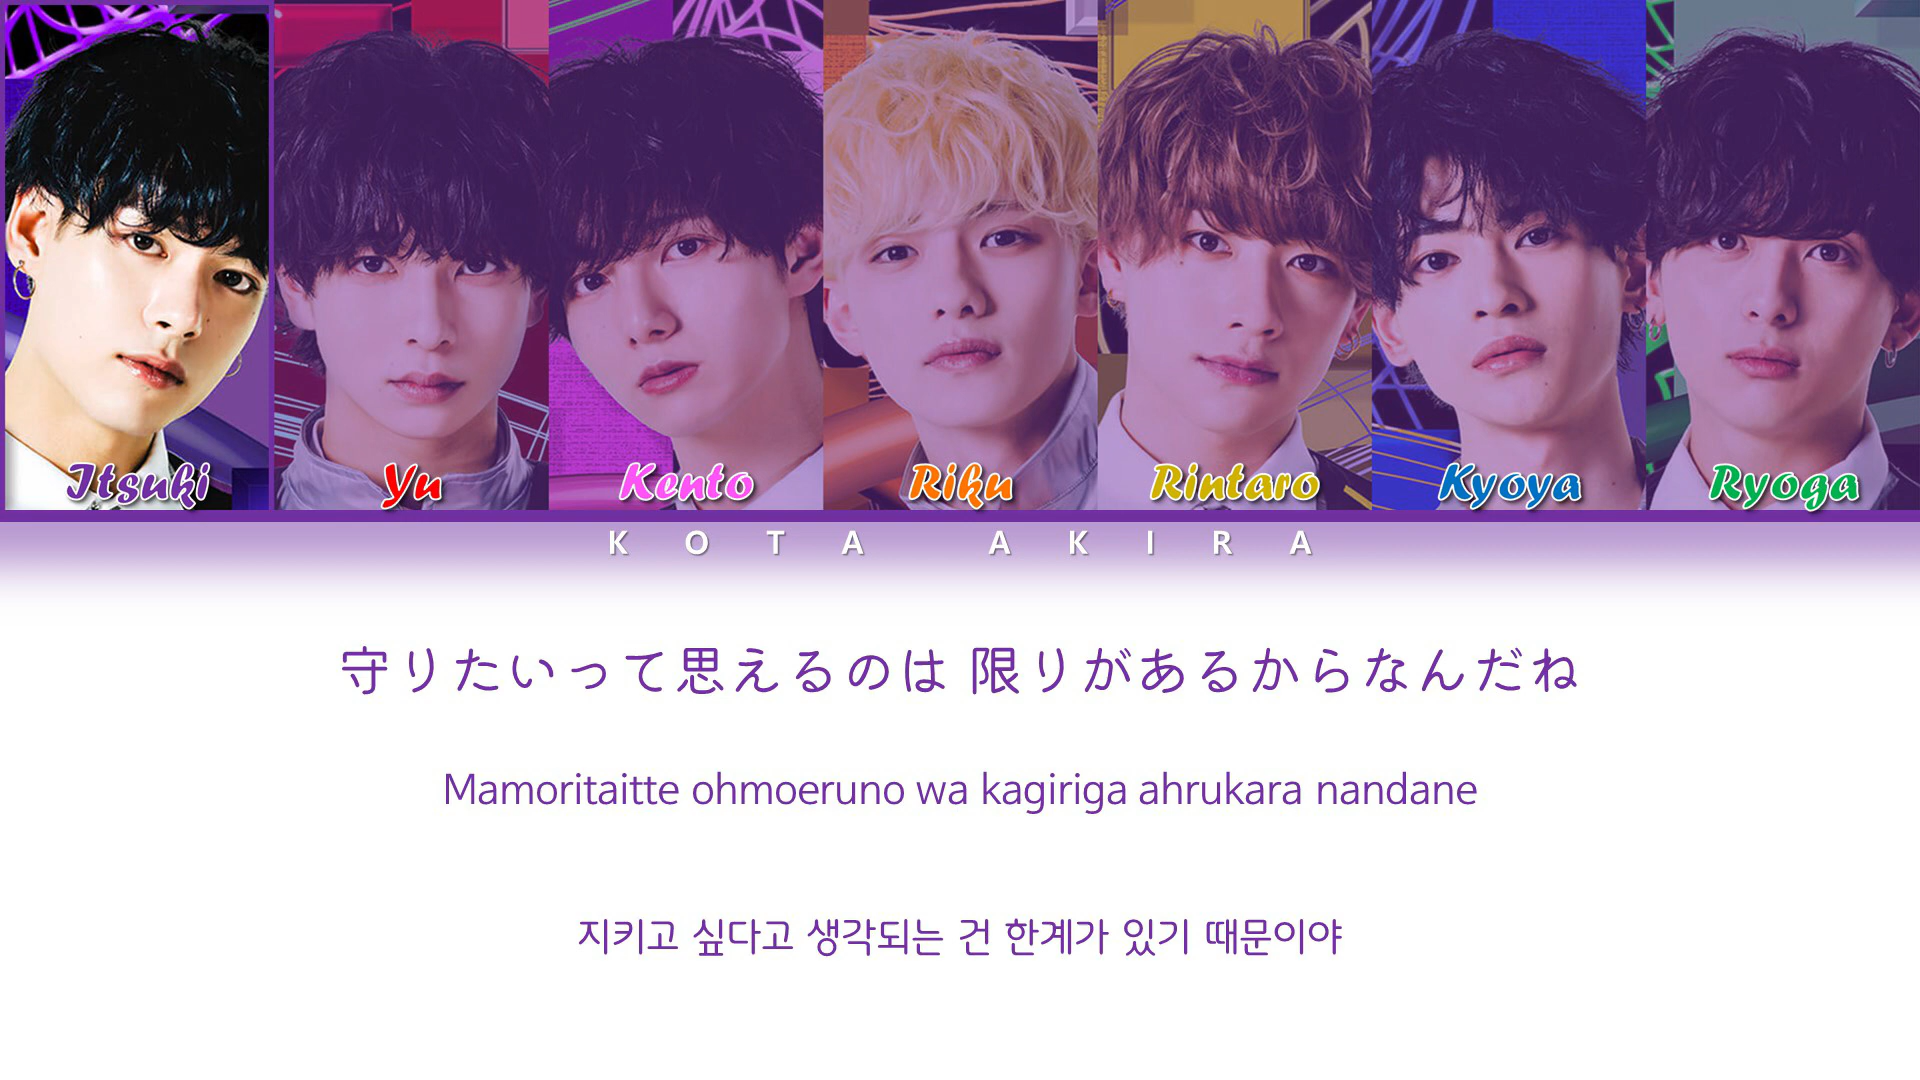 Itsuki Yu Kento Riku Rintaro Kyoya Ryoga
KOTA AKIRA
守りたいって思えるのは 限りがあるからなんだね
Mamoritaitte ohmoeruno wa kagiriga ahrukara nandane
지키고 싶다고 생각되는 건 한계가 있기 때문이야